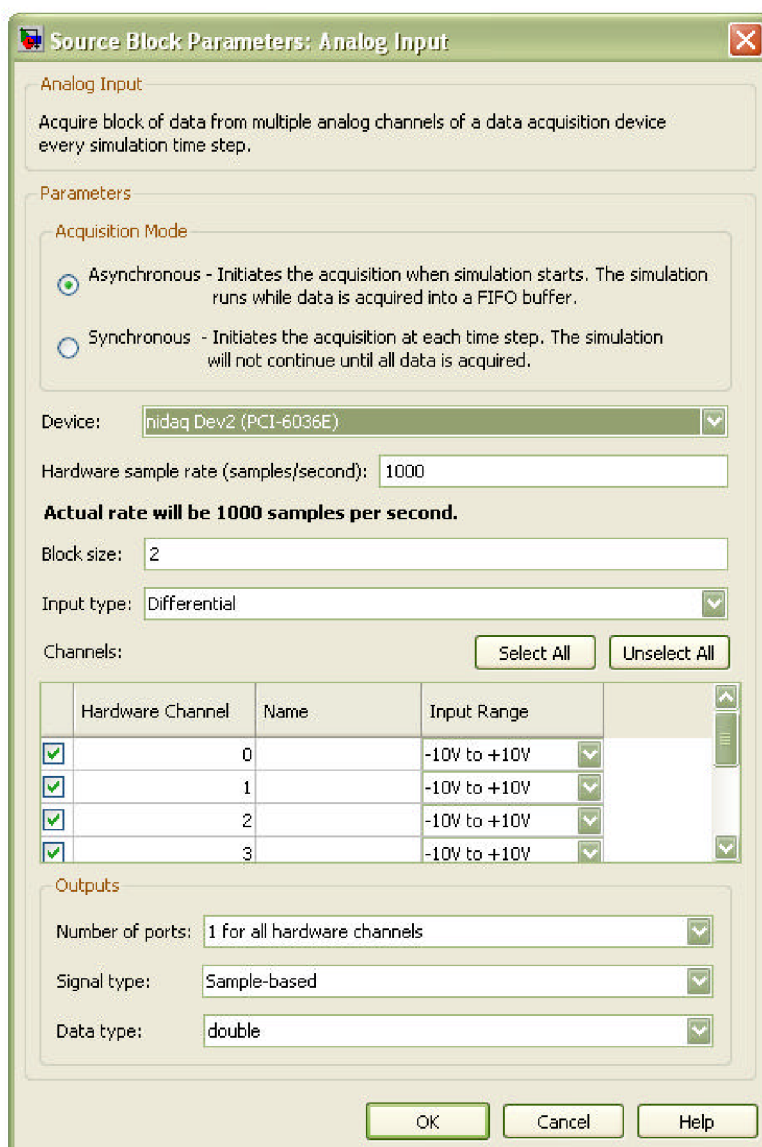 Source Block Parameters: Analog Input
Analog Input
Acquire block of data from multiple analog channels of a data acquisition device
every simulation time step.
Parameters
Acquisition Mode
Asynchronous - Initiates the acquisition when simulation starts. The simulation
runs while data is acquired into a FIFO buffer.
Synchronous - Initiates the acquisition at each time step. The simulation
will not continue until all data is acquired.
Device: nidaq Dev2 (PCI-6036E)
Hardware sample rate (samples/second): 1000
Actual rate will be 1000 samples per second.
Block size: 2
Input type: Differential
Channels: Select All Unselect All
Hardware Channel Name Input Range
0 -10V to +10V
1 -10V to +10V
2 -10V to +10V
3 -10V to +10V
Outputs
Number of ports: 1 for all hardware channels
Signal type: Sample-based
Data type: double
OK Cancel Help